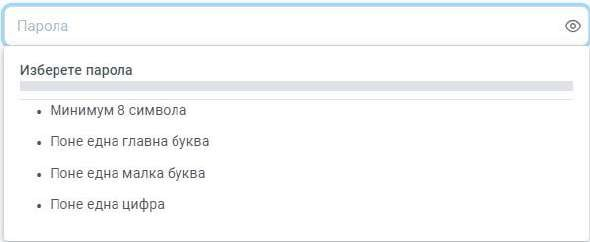 Парола
Изберете парола
Минимум 8 символа
Поне една главна буква
Поне една малка буква
Поне една цифра